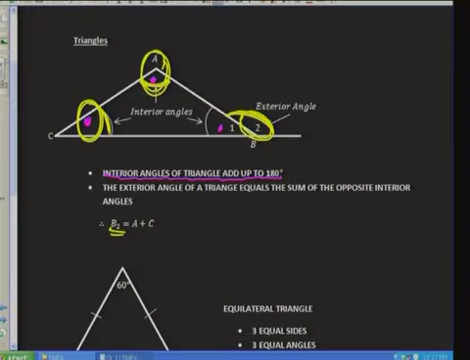 Triangles
A
Interior angles
Exterior Angle
1
2
C
B
INTERIOR ANGLES OF TRIANGLE ADD UP TO 180°
THE EXTERIOR ANGLE OF A TRIANGE EQUALS THE SUM OF THE OPPOSITE INTERIOR
ANGLES
∴ B₂ = A + C
60°
EQUILATERAL TRIANGLE
3 EQUAL SIDES
3 EQUAL ANGLES
start